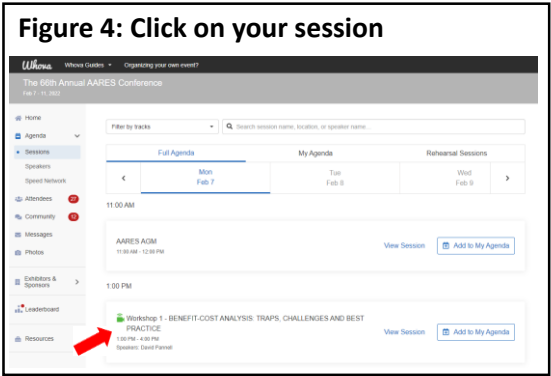 Figure 4: Click on your session
Whova Whova Guides Organizing your own event?
The 66th Annual AARES Conference
Feb 7 - 11, 2022
Home
Agenda
Sessions
Speakers
Speed Network
Attendees 27
Community 12
Messages
Photos
Exhibitors &
Sponsors
Leaderboard
Resources
Filter by tracks
Search session name, location, or speaker name...
Full Agenda My Agenda Rehearsal Sessions
Mon Tue Wed
Feb 7 Feb 8 Feb 9
11:00 AM
AARES AGM
11:00 AM - 12:00 PM
View Session Add to My Agenda
1:00 PM
Workshop 1 - BENEFIT-COST ANALYSIS: TRAPS, CHALLENGES AND BEST
PRACTICE
1:00 PM - 4:00 PM
Speakers: David Pannell
View Session Add to My Agenda